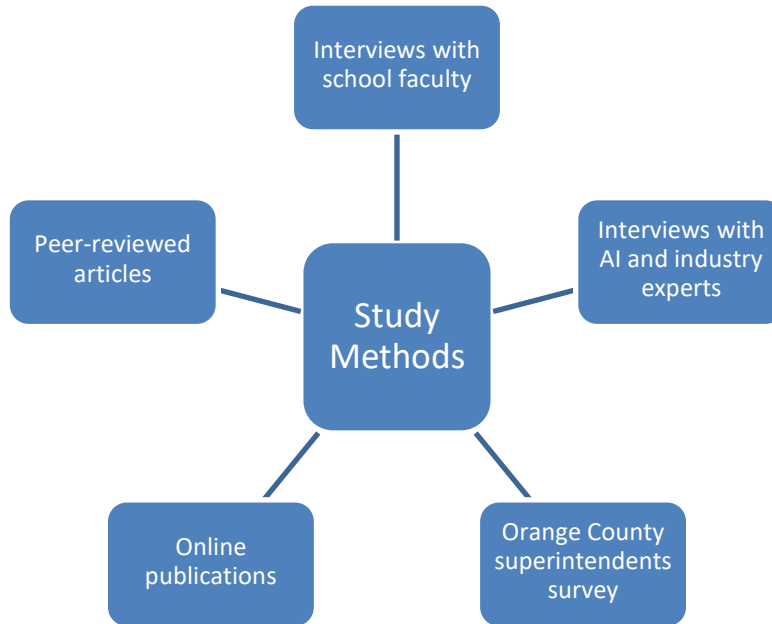 Interviews with
school faculty
Peer-reviewed
articles
Interviews with
AI and industry
experts
Study
Methods
Online
publications
Orange County
superintendents
survey